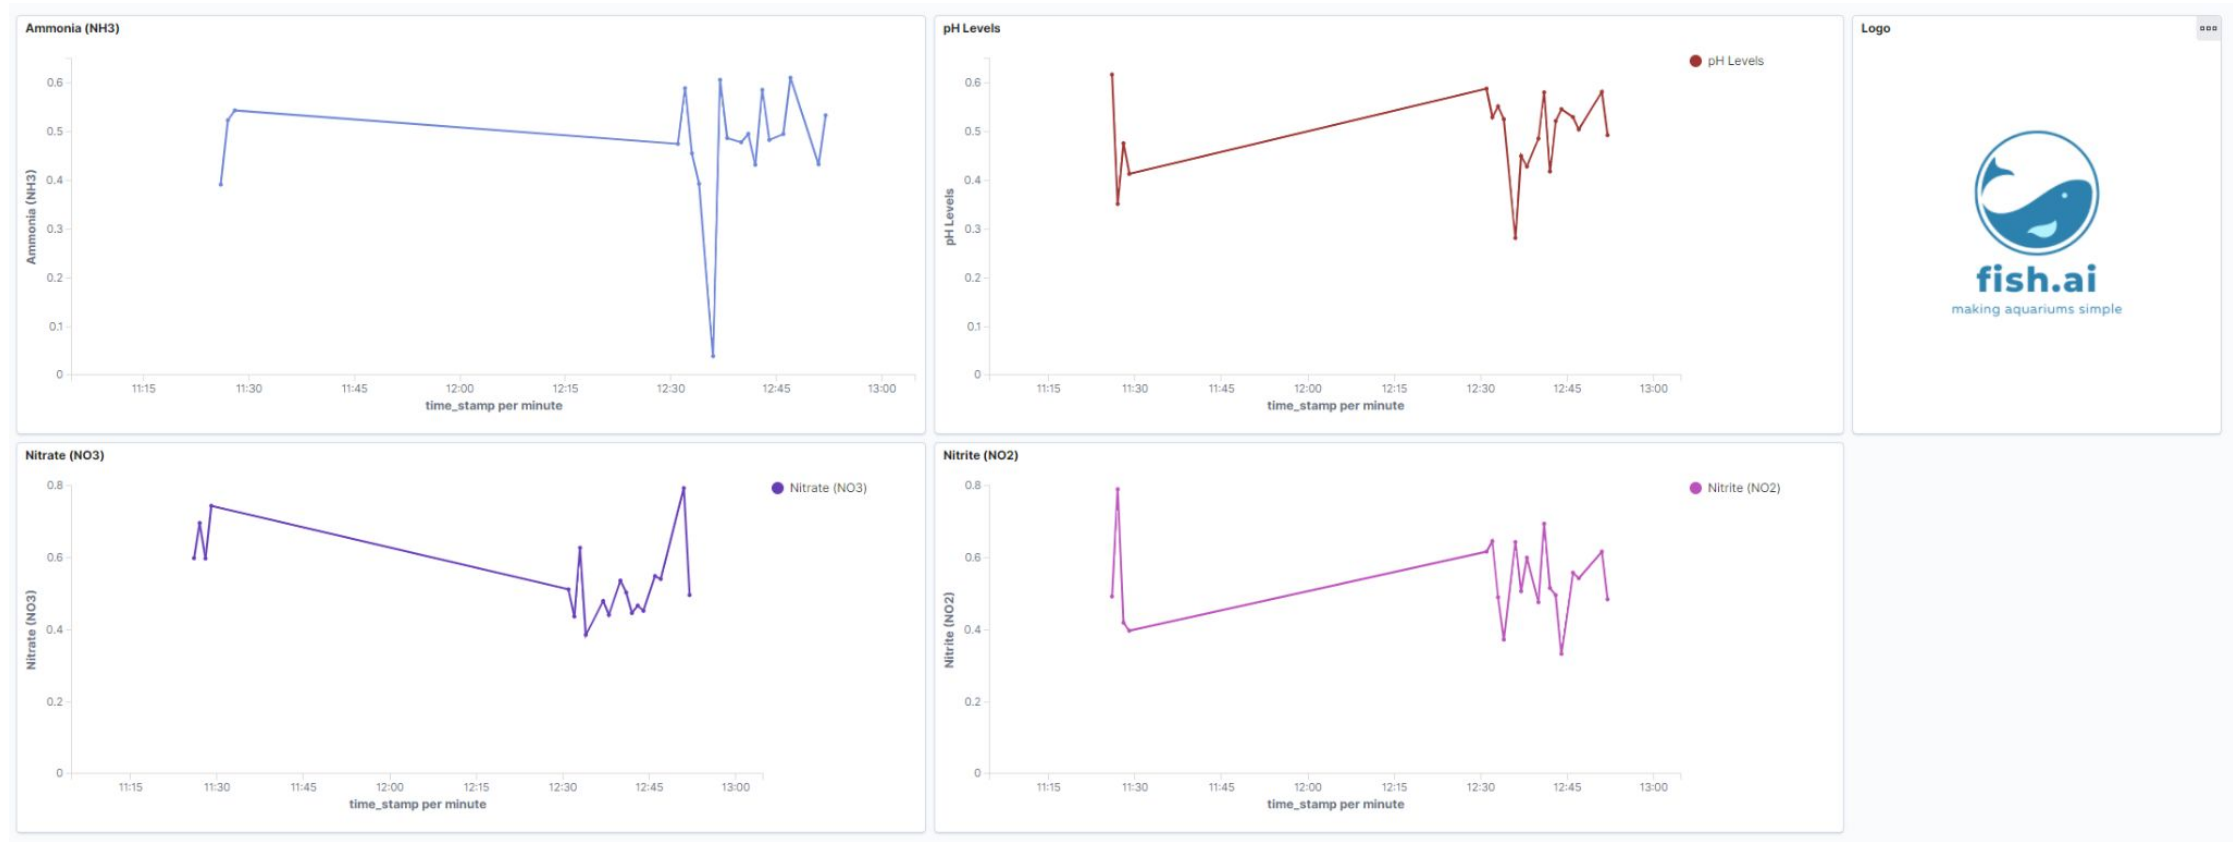 Ammonia (NH3)
0.6
0.5
0.4
0.3
0.2
0.1
0
Ammonia (NH3)
11:15 11:30 11:45 12:00 12:15 12:30 12:45 13:00
time_stamp per minute
pH Levels
pH Levels
0.6
0.5
0.4
0.3
0.2
0.1
0
pH Levels
11:15 11:30 11:45 12:00 12:15 12:30 12:45 13:00
time_stamp per minute
Logo
fish.ai
making aquariums simple
Nitrate (NO3)
Nitrate (NO3)
0.8
0.6
0.4
0.2
0
Nitrate (NO3)
11:15 11:30 11:45 12:00 12:15 12:30 12:45 13:00
time_stamp per minute
Nitrite (NO2)
Nitrite (NO2)
0.8
0.6
0.4
0.2
0
Nitrite (NO2)
11:15 11:30 11:45 12:00 12:15 12:30 12:45 13:00
time_stamp per minute